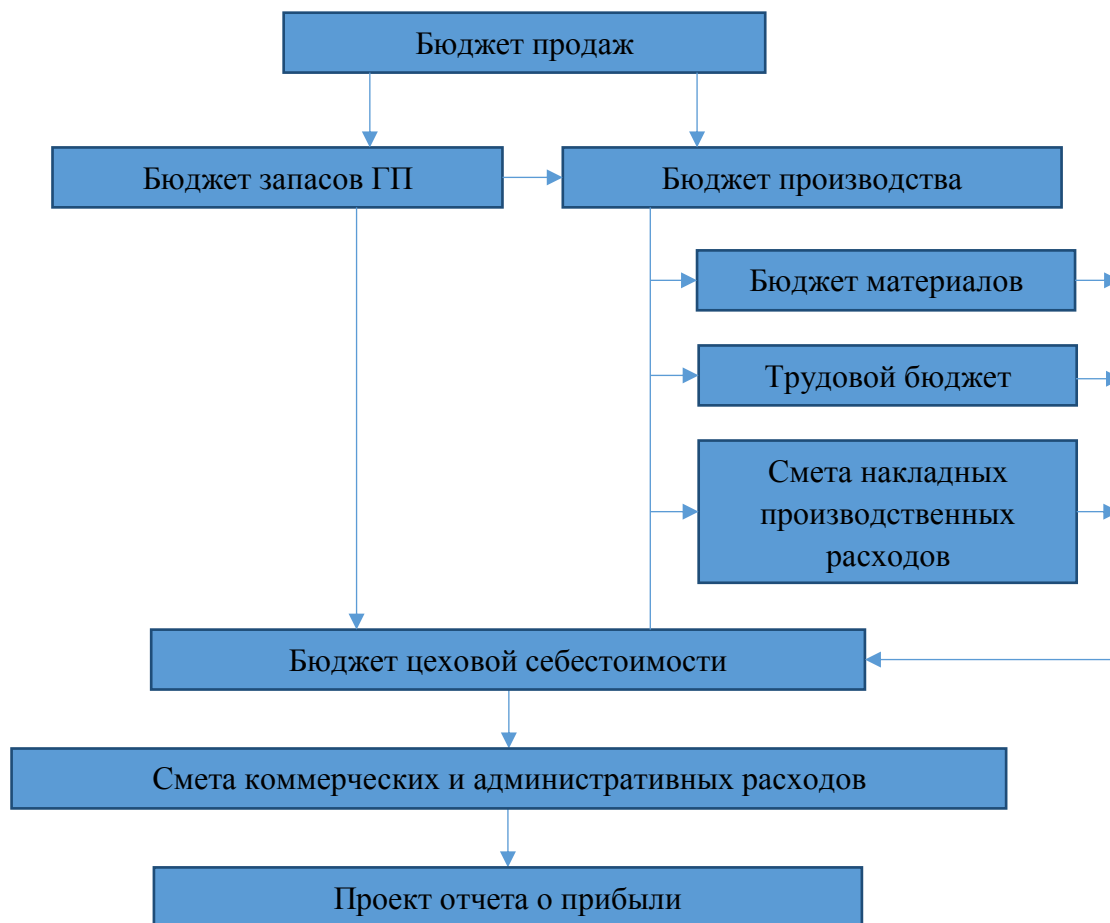 Бюджет продаж
Бюджет запасов ГП
Бюджет производства
Бюджет материалов
Трудовой бюджет
Смета накладных
производственных
расходов
Бюджет цеховой себестоимости
Смета коммерческих и административных расходов
Проект отчета о прибыли